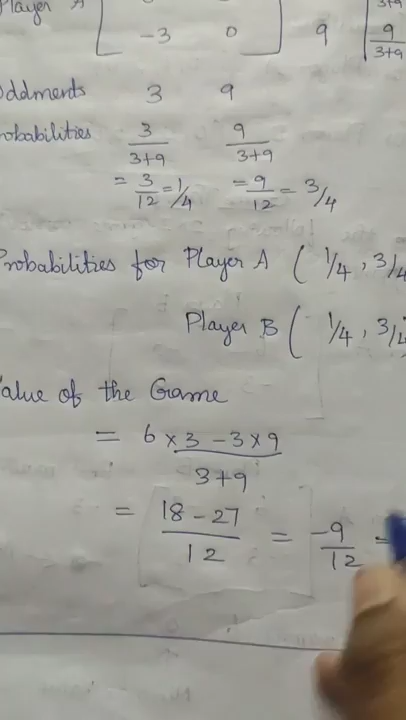 Player A [ -3 0 ] 9 9/3+9
Oddments 3 9
robabilities 3/3+9 9/3+9
= 3/12 = 1/4 = 9/12 = 3/4
Probabilities for Player A ( 1/4 , 3/4
Player B ( 1/4 , 3/4
alue of the Game
= 6 × 3 - 3 × 9 / 3+9
= 18 - 27 / 12 = -9/12 =